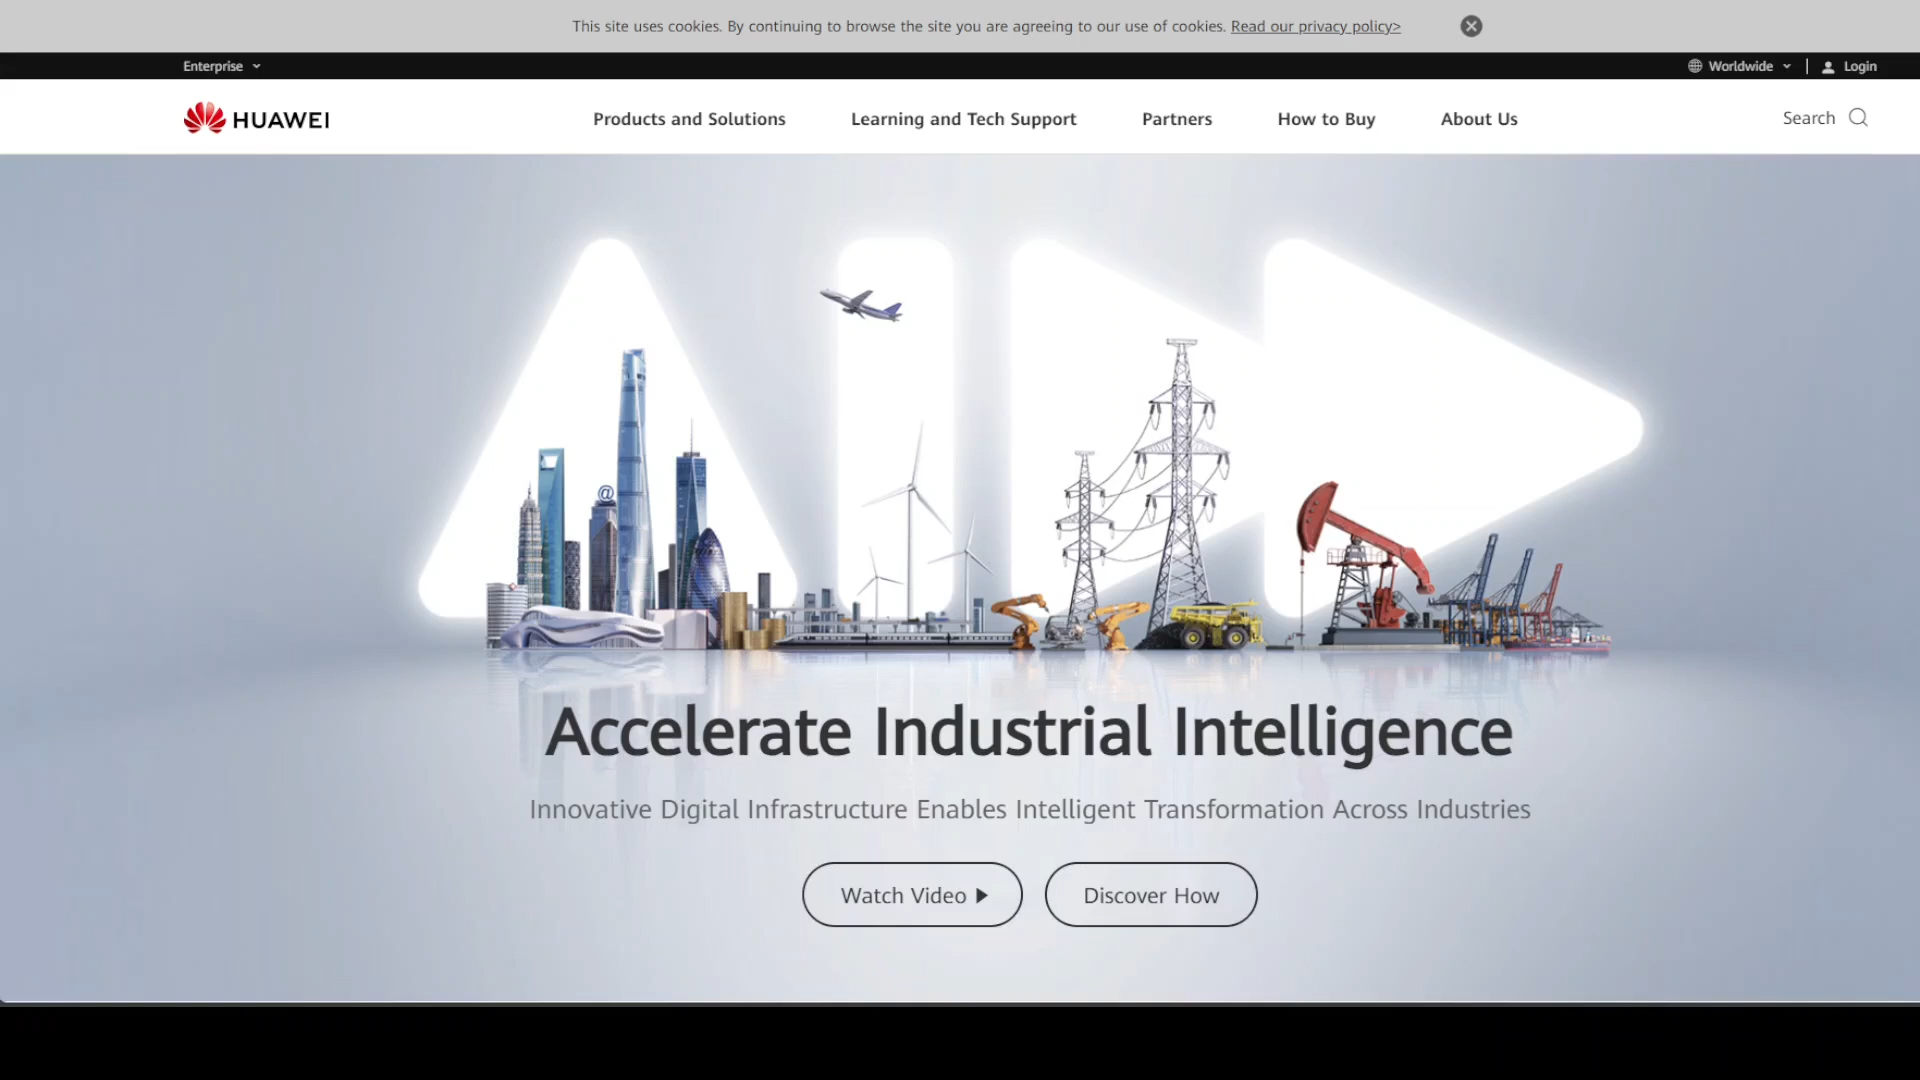 This site uses cookies. By continuing to browse the site you are agreeing to our use of cookies. Read our privacy policy>
Enterprise
Worldwide | Login
HUAWEI
Products and Solutions
Learning and Tech Support
Partners
How to Buy
About Us
Search
@
Accelerate Industrial Intelligence
Innovative Digital Infrastructure Enables Intelligent Transformation Across Industries
Watch Video
Discover How